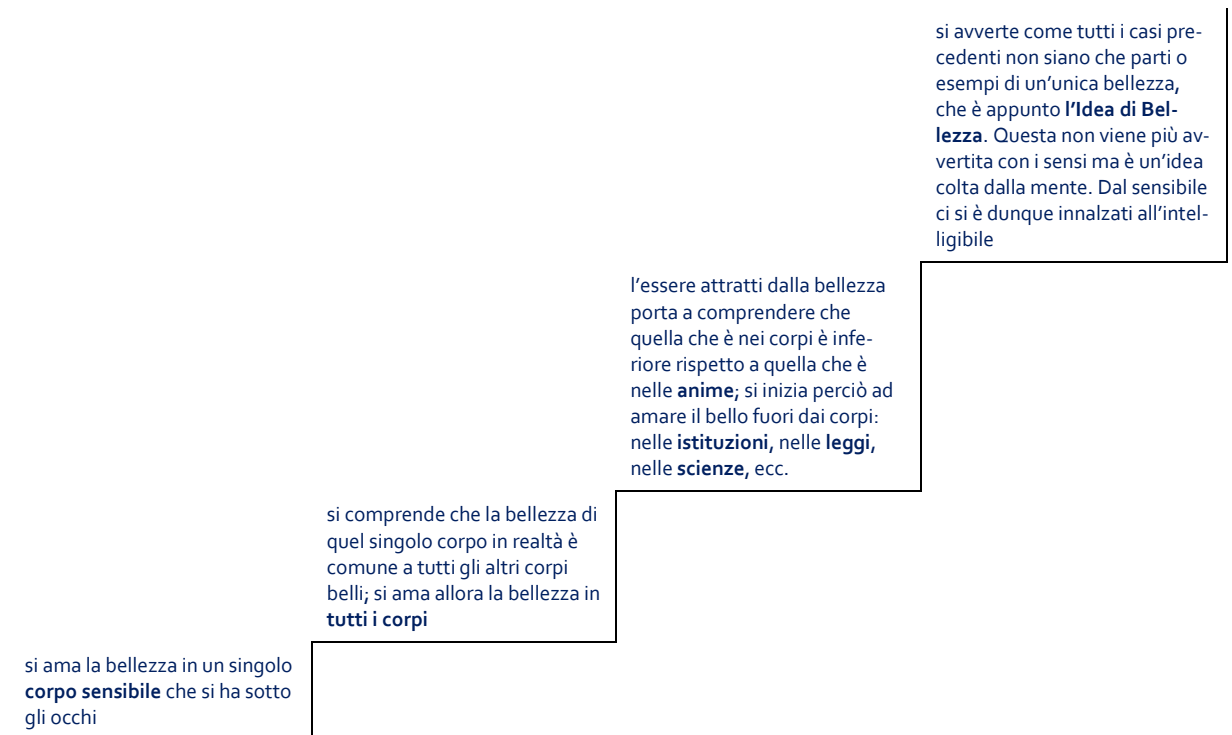 si avverte come tutti i casi pre-
cedenti non siano che parti o
esempi di un’unica bellezza,
che è appunto l’Idea di Bel-
lezza. Questa non viene più av-
vertita con i sensi ma è un’idea
colta dalla mente. Dal sensibile
ci si è dunque innalzati all’intel-
ligibile
l’essere attratti dalla bellezza
porta a comprendere che
quella che è nei corpi è infe-
riore rispetto a quella che è
nelle anime; si inizia perciò ad
amare il bello fuori dai corpi:
nelle istituzioni, nelle leggi,
nelle scienze, ecc.
si comprende che la bellezza di
quel singolo corpo in realtà è
comune a tutti gli altri corpi
belli; si ama allora la bellezza in
tutti i corpi
si ama la bellezza in un singolo
corpo sensibile che si ha sotto
gli occhi